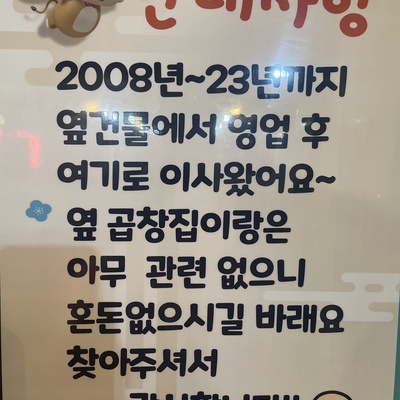 2008년~23년까지
옆건물에서 영업 후
여기로 이사왔어요~
옆 곱창집이랑은
아무 관련 없으니
혼돈없으시길 바래요
찾아주셔서